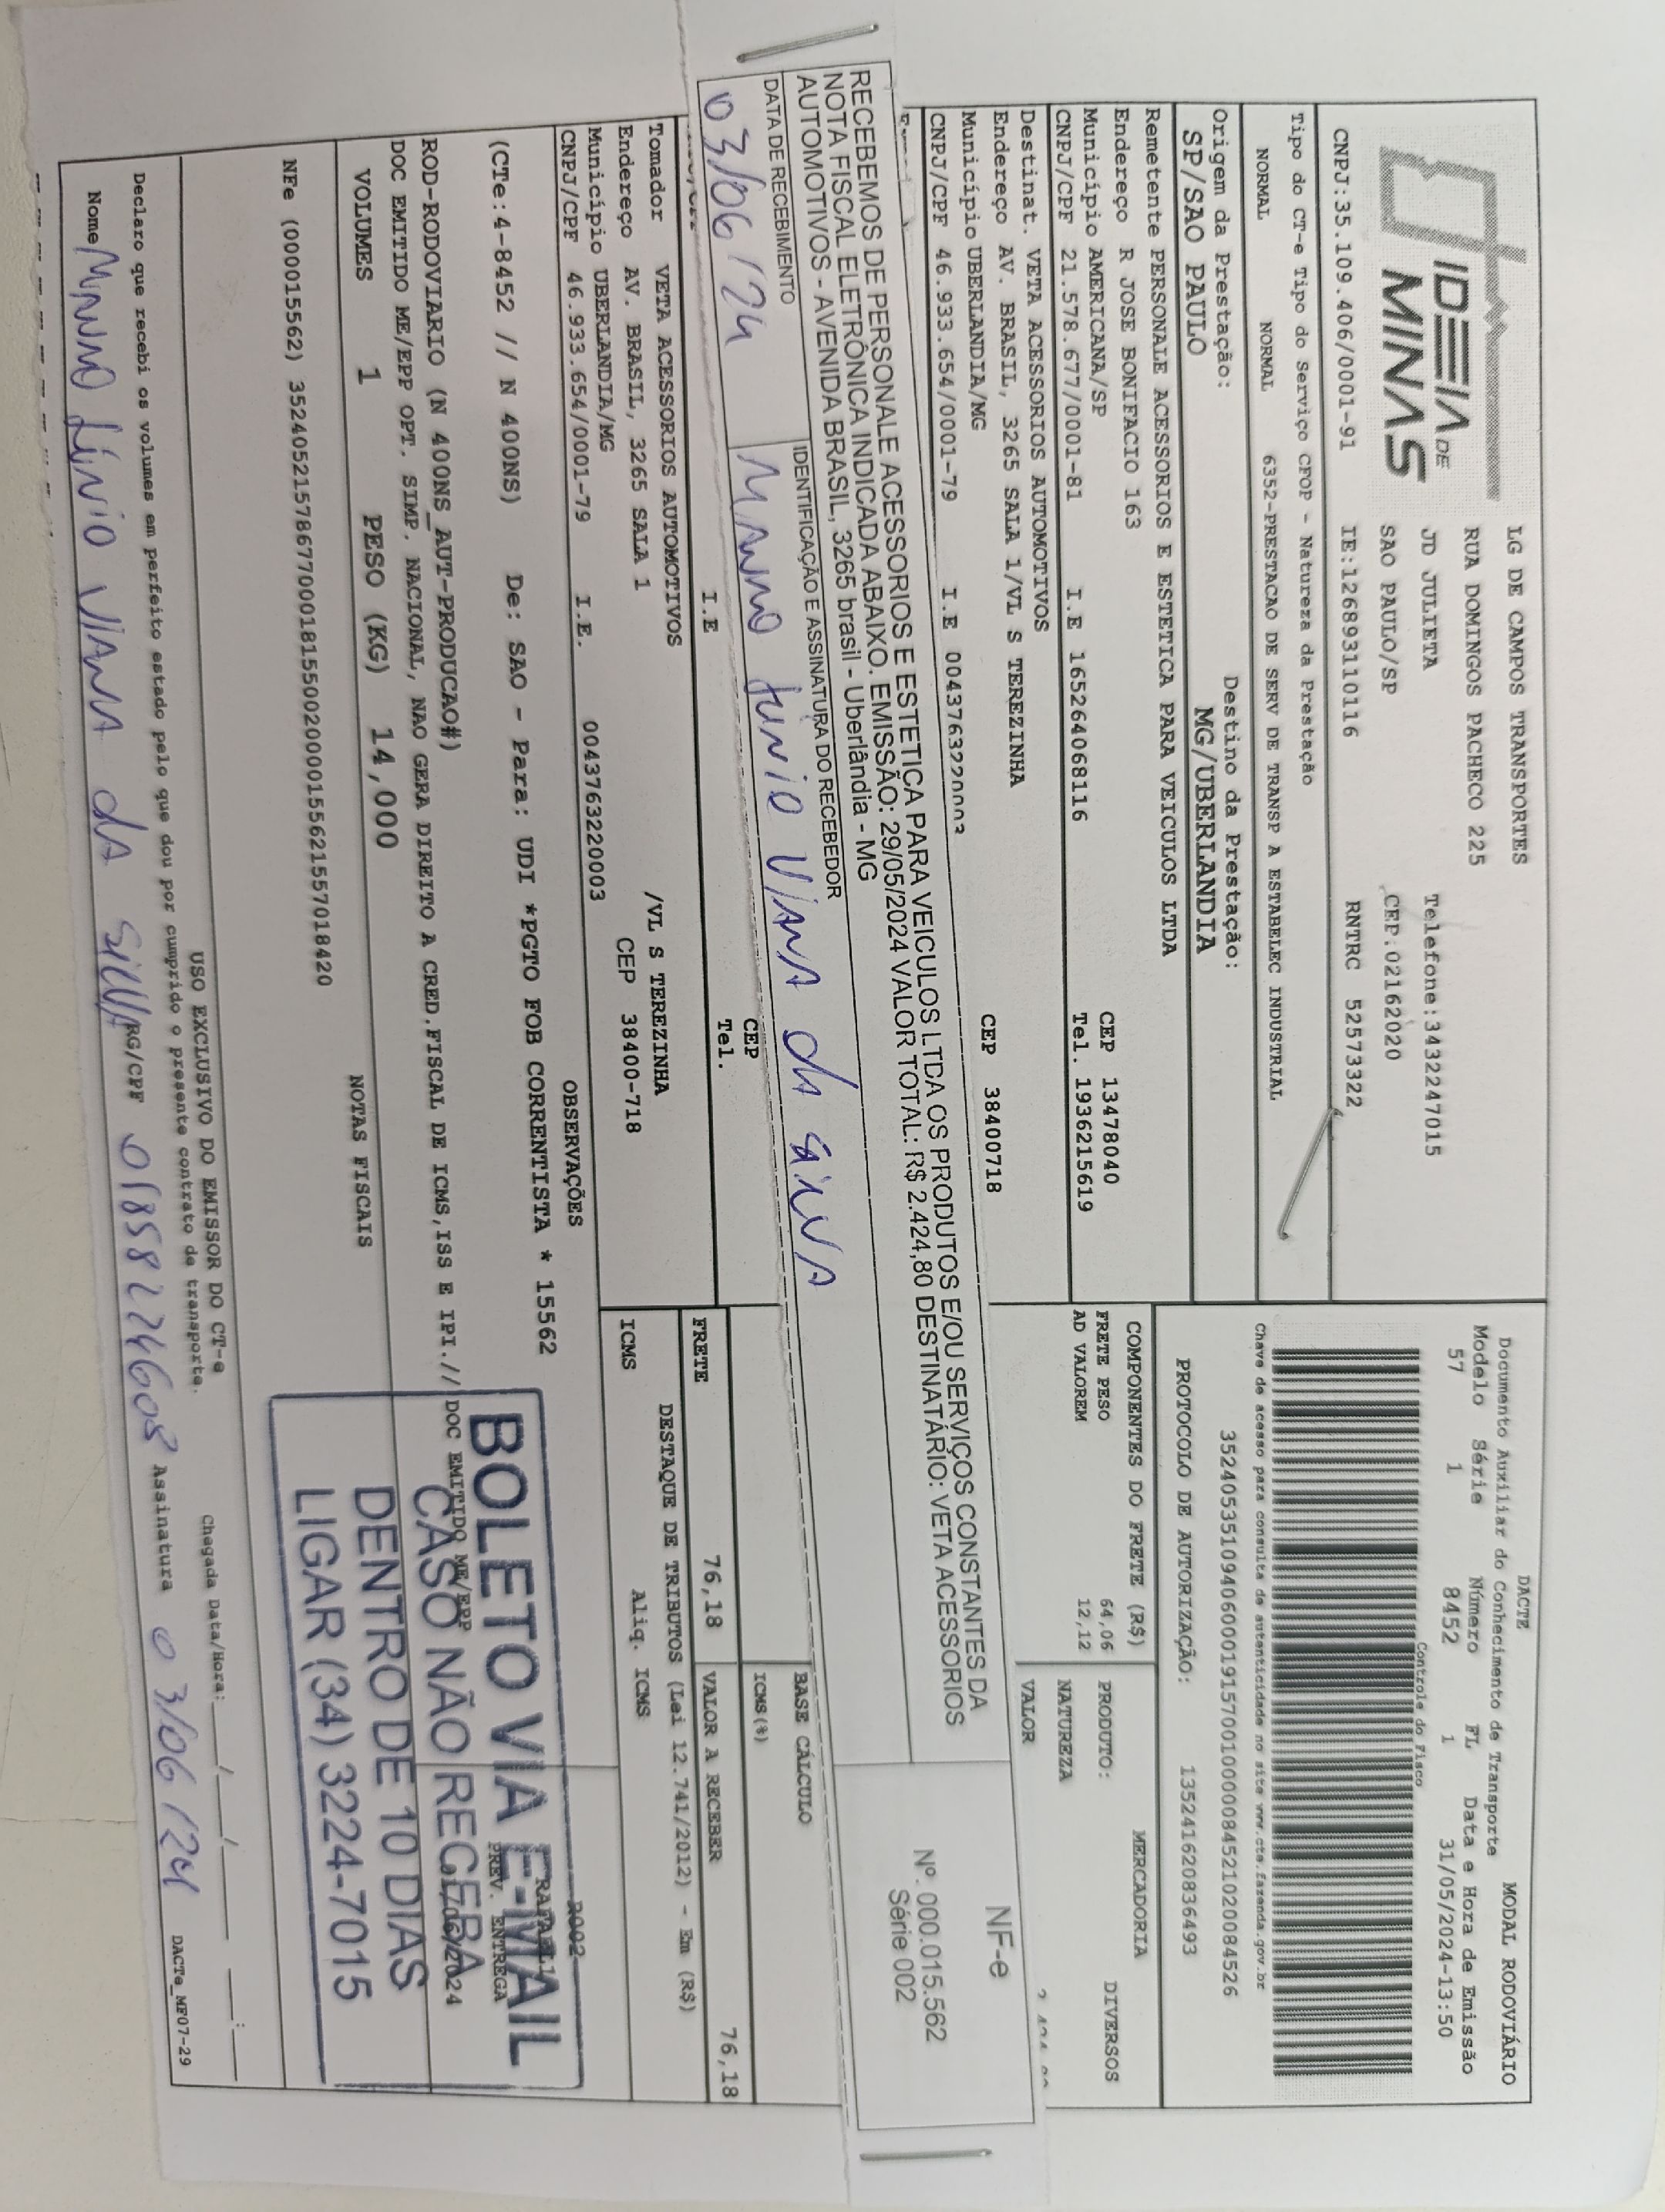 IDEIA DE
MINAS
LG DE CAMPOS TRANSPORTES
RUA DOMINGOS PACHECO 225
JD JULIETA Telefone:3432247015
SAO PAULO/SP CEP:02162020
CNPJ:35.109.406/0001-91 IE:126893110116 RNTRC 52573322
Tipo do CT-e Tipo do Serviço CFOP - Natureza da Prestação
NORMAL NORMAL 6352-PRESTACAO DE SERV DE TRANSP A ESTABELEC INDUSTRIAL
Origem da Prestação: Destino da Prestação:
SP/SAO PAULO MG/UBERLANDIA
Remetente PERSONALE ACESSORIOS E ESTETICA PARA VEICULOS LTDA
Endereço R JOSE BONIFACIO 163
Município AMERICANA/SP CEP 13478040
CNPJ/CPF 21.578.677/0001-81 I.E 165264068116 Tel. 1936215619
Destinat. VETA ACESSORIOS AUTOMOTIVOS
Endereço AV. BRASIL, 3265 SALA 1/VL S TEREZINHA
Município UBERLANDIA/MG CEP 38400718
CNPJ/CPF 46.933.654/0001-79 I.E 0043763220003
DACTE
Documento Auxiliar do Conhecimento de Transporte MODAL RODOVIÁRIO
Modelo Série Número FL Data e Hora de Emissão
57 1 8452 1 31/05/2024-13:50
Controle do Fisco
Chave de acesso para consulta de autenticidade no site www.cte.fazenda.gov.br
35240535109406000191570010000084521020084526
PROTOCOLO DE AUTORIZAÇÃO: 135241620836493
COMPONENTES DO FRETE (R$) MERCADORIA
FRETE PESO 64,06 PRODUTO: DIVERSOS
AD VALOREM 12,12 NATUREZA
VALOR
RECEBEMOS DE PERSONALE ACESSORIOS E ESTETICA PARA VEICULOS LTDA OS PRODUTOS E/OU SERVIÇOS CONSTANTES DA
NOTA FISCAL ELETRÔNICA INDICADA ABAIXO. EMISSÃO: 29/05/2024 VALOR TOTAL: R$ 2.424,80 DESTINATÁRIO: VETA ACESSORIOS
AUTOMOTIVOS - AVENIDA BRASIL, 3265 brasil - Uberlândia - MG
NF-e
Nº. 000.015.562
Série 002
DATA DE RECEBIMENTO IDENTIFICAÇÃO E ASSINATURA DO RECEBEDOR
03/06/24 Junio Viana da Silva
CEP
I.E Tel.
BASE CÁLCULO
ICMS(%)
FRETE 76,18 VALOR A RECEBER 76,18
DESTAQUE DE TRIBUTOS (Lei 12.741/2012) - Em (R$)
ICMS Aliq. ICMS
Tomador VETA ACESSORIOS AUTOMOTIVOS
Endereço AV. BRASIL, 3265 SALA 1 /VL S TEREZINHA
Município UBERLANDIA/MG CEP 38400-718
CNPJ/CPF 46.933.654/0001-79 I.E. 0043763220003
OBSERVAÇÕES
(CTe:4-8452 // N 400NS) De: SAO - Para: UDI *PGTO FOB CORRENTISTA * 15562
PREV. ENTREGA
ROD-RODOVIARIO (N 400NS_AUT-PRODUCAO#)
DOC EMITIDO ME/EPP OPT. SIMP. NACIONAL, NAO GERA DIREITO A CRED.FISCAL DE ICMS,ISS E IPI.// DOC EMITIDO ME/EPP
BOLETO VIA E-MAIL
CASO NÃO RECEBA
DENTRO DE 10 DIAS
LIGAR (34) 3224-7015
VOLUMES 1 PESO (KG) 14,000
NOTAS FISCAIS
NFe (000015562) 35240521578677000181550020000155621557018420
USO EXCLUSIVO DO EMISSOR DO CT-e
Declaro que recebi os volumes em perfeito estado pelo que dou por cumprido o presente contrato de transporte. Chegada Data/Hora: / / :
Nome Viana da Silva RG/CPF Assinatura 03/06/24
DACTe_MF07-29